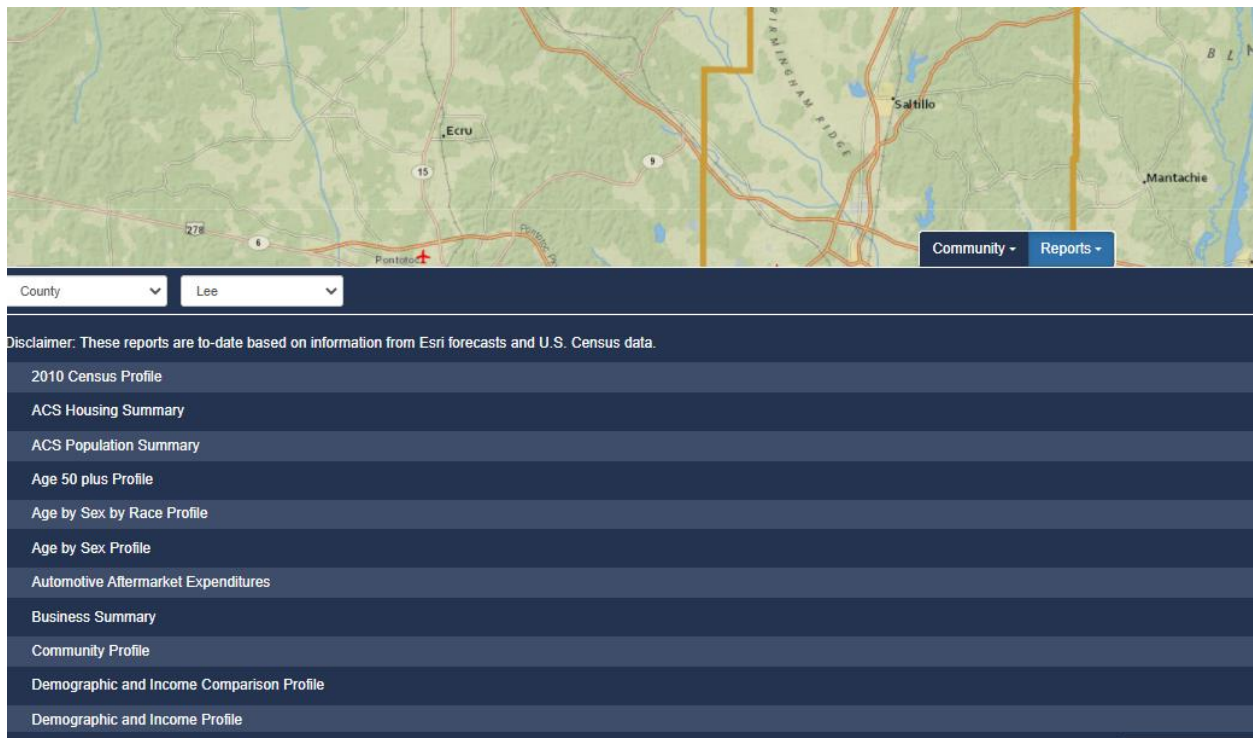 BIRMINGHAM RIDGE
B L
Saltillo
Ecru
15
9
Mantachie
278
6
Pontotoc
Community
Reports
County
Lee
Disclaimer: These reports are to-date based on information from Esri forecasts and U.S. Census data.
2010 Census Profile
ACS Housing Summary
ACS Population Summary
Age 50 plus Profile
Age by Sex by Race Profile
Age by Sex Profile
Automotive Aftermarket Expenditures
Business Summary
Community Profile
Demographic and Income Comparison Profile
Demographic and Income Profile